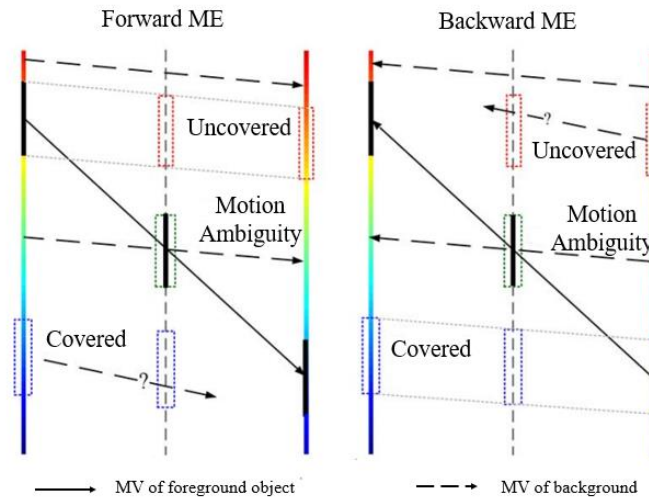 Forward ME
Backward ME
Uncovered
?
Uncovered
Motion
Ambiguity
Motion
Ambiguity
Covered
?
Covered
MV of foreground object
MV of background